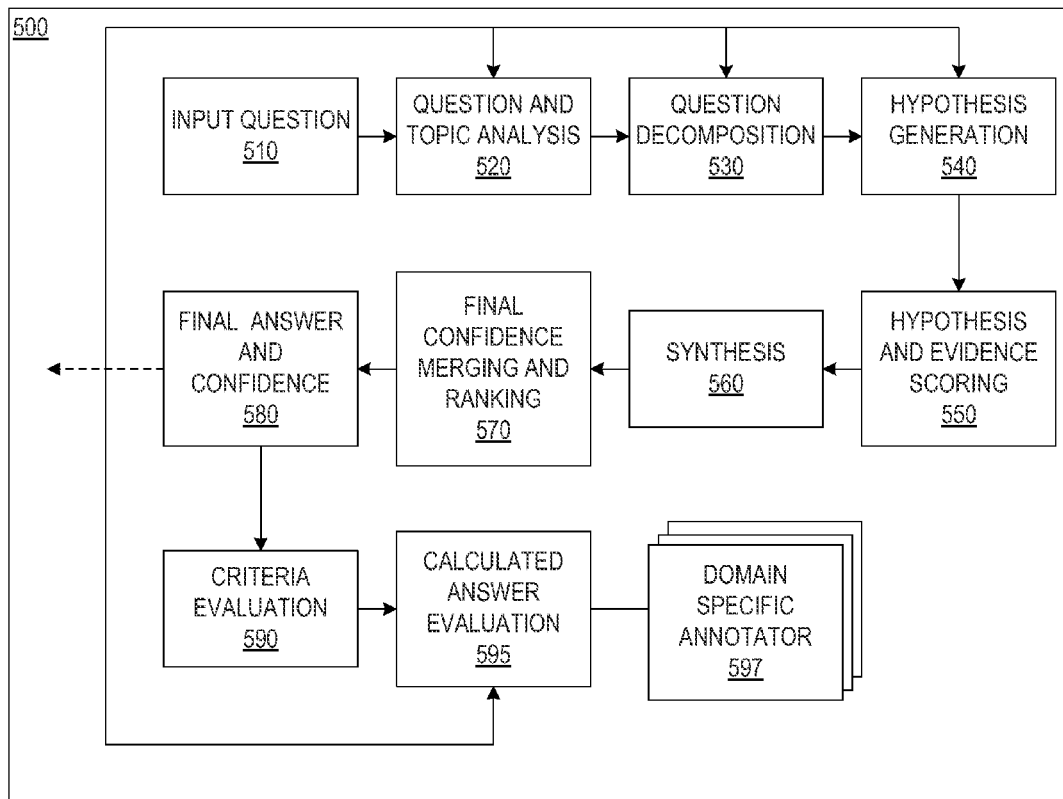 500
INPUT QUESTION
510
QUESTION AND
TOPIC ANALYSIS
520
QUESTION
DECOMPOSITION
530
HYPOTHESIS
GENERATION
540
FINAL ANSWER
AND
CONFIDENCE
580
FINAL
CONFIDENCE
MERGING AND
RANKING
570
SYNTHESIS
560
HYPOTHESIS
AND EVIDENCE
SCORING
550
CRITERIA
EVALUATION
590
CALCULATED
ANSWER
EVALUATION
595
DOMAIN
SPECIFIC
ANNOTATOR
597